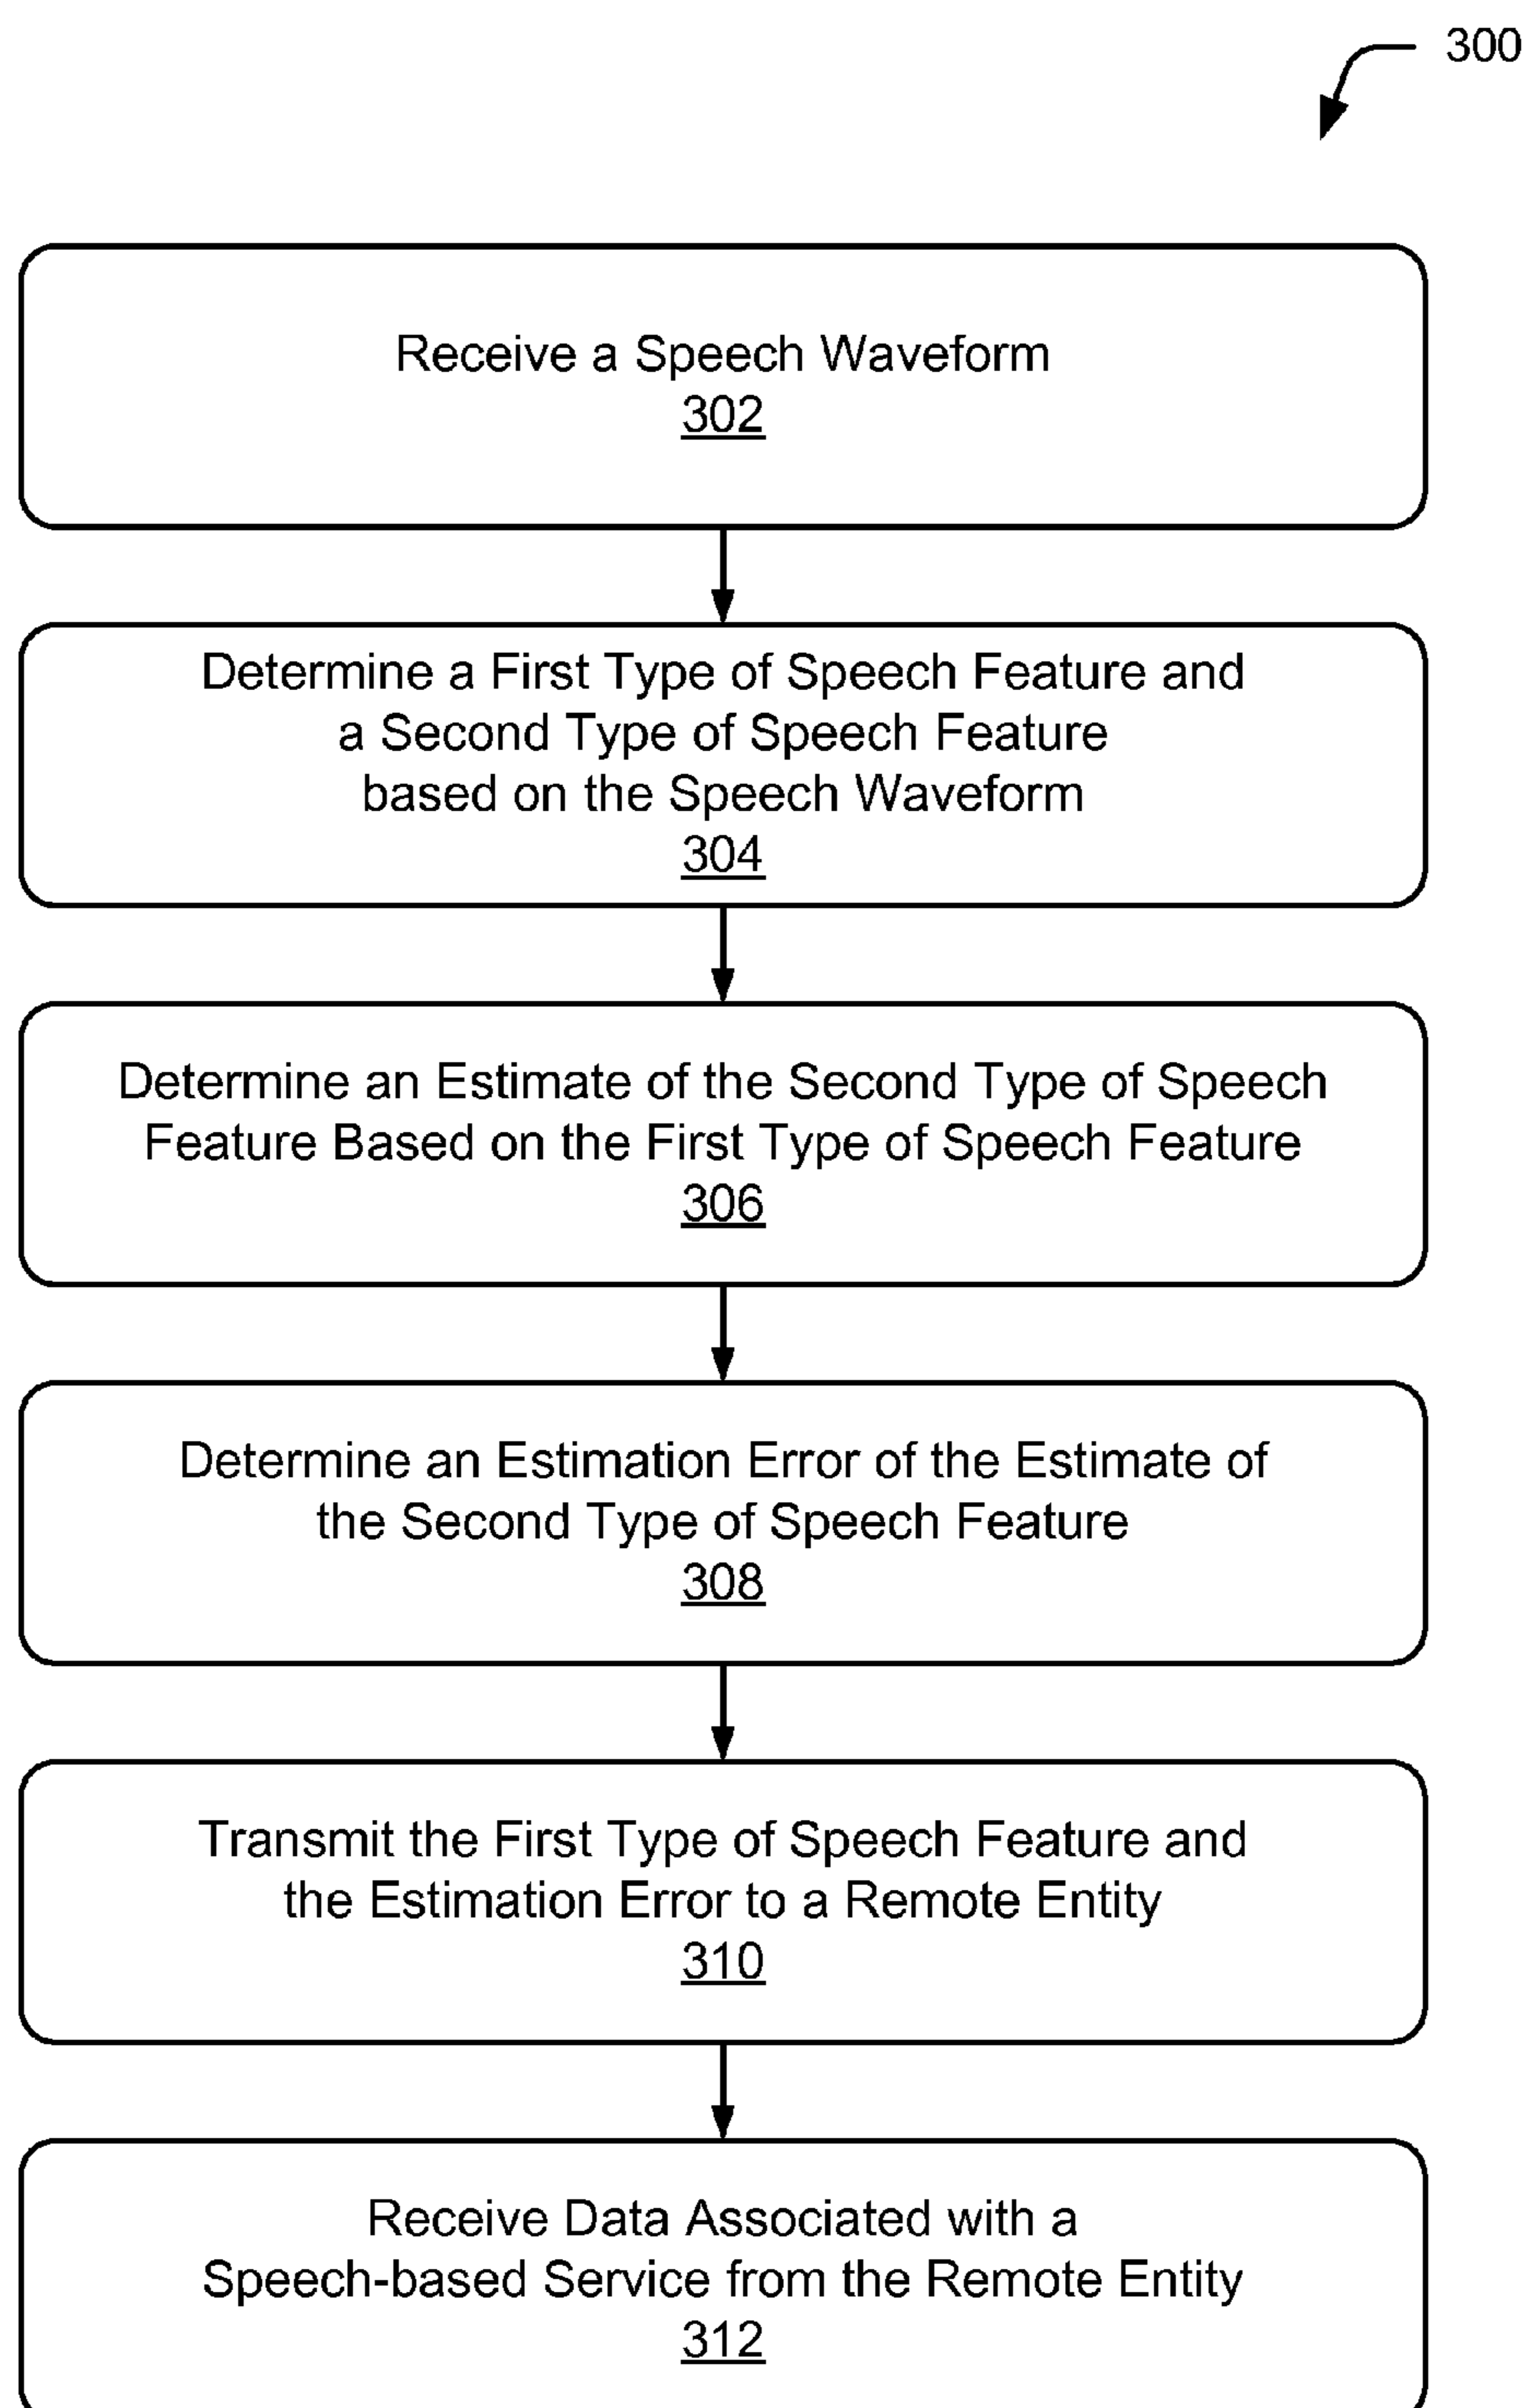 300
Receive a Speech Waveform
302
Determine a First Type of Speech Feature and
a Second Type of Speech Feature
based on the Speech Waveform
304
Determine an Estimate of the Second Type of Speech
Feature Based on the First Type of Speech Feature
306
Determine an Estimation Error of the Estimate of
the Second Type of Speech Feature
308
Transmit the First Type of Speech Feature and
the Estimation Error to a Remote Entity
310
Receive Data Associated with a
Speech-based Service from the Remote Entity
312